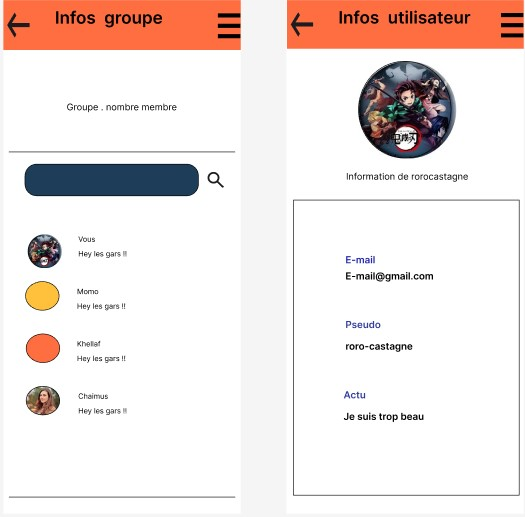 Infos groupe
Groupe . nombre membre
Vous
Hey les gars !!
Momo
Hey les gars !!
Khellaf
Hey les gars !!
Chaimus
Hey les gars !!
Infos utilisateur
Information de rorocastagne
E-mail
E-mail@gmail.com
Pseudo
roro-castagne
Actu
Je suis trop beau